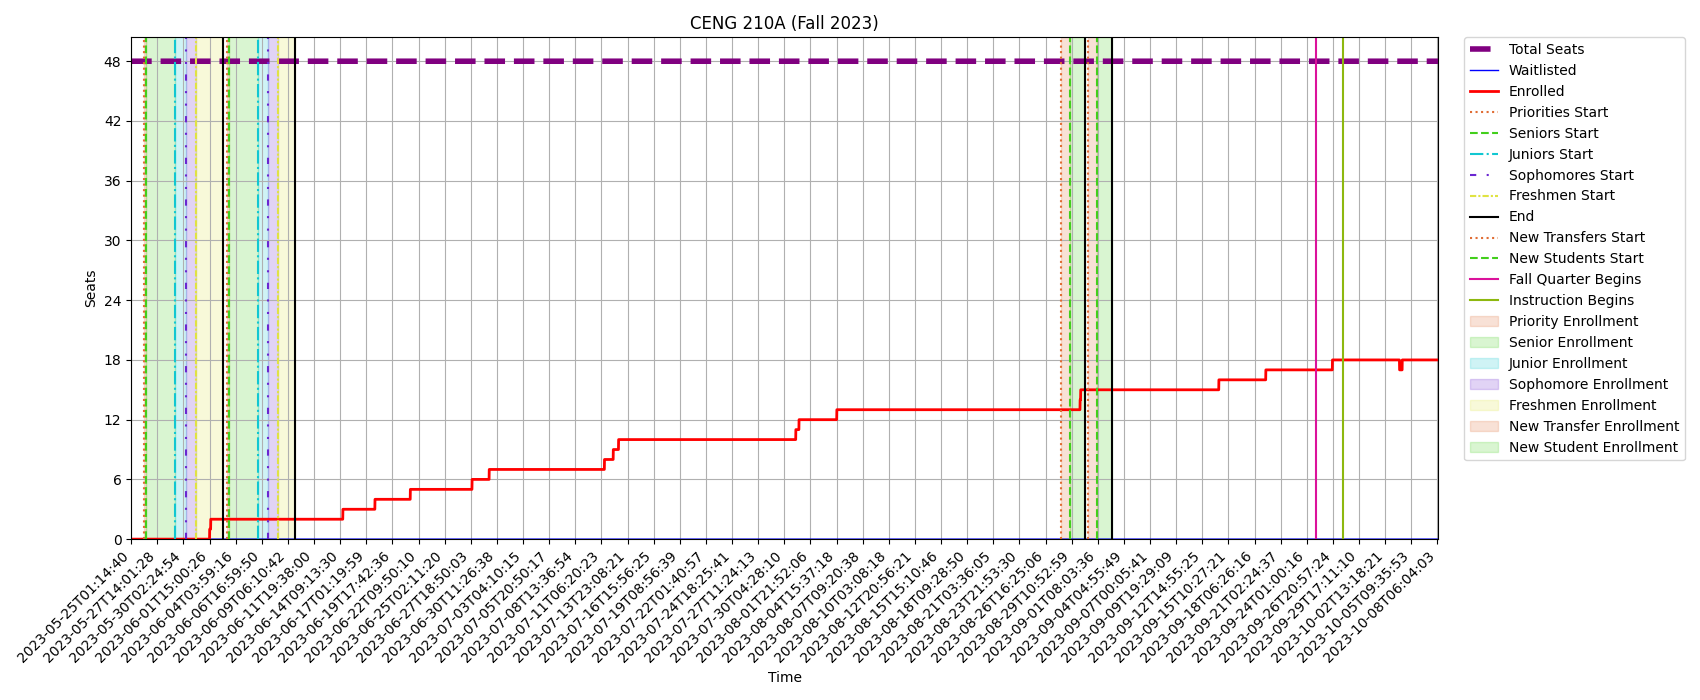 CENG 210A (Fall 2023)
48
42
36
30
24
18
12
6
0
Seats
2023-05-25T01:14:40
2023-05-27T14:01:28
2023-05-30T02:24:54
2023-06-01T15:00:26
2023-06-04T03:59:16
2023-06-06T16:59:50
2023-06-09T06:10:42
2023-06-11T19:38:00
2023-06-14T09:13:30
2023-06-17T01:19:59
2023-06-19T17:42:36
2023-06-22T09:50:10
2023-06-25T02:11:20
2023-06-27T18:50:03
2023-06-30T11:26:38
2023-07-03T04:10:15
2023-07-05T20:50:17
2023-07-08T13:36:54
2023-07-11T06:20:23
2023-07-13T23:08:21
2023-07-16T15:56:25
2023-07-19T08:56:39
2023-07-22T01:40:57
2023-07-24T18:25:41
2023-07-27T11:24:13
2023-07-30T04:28:10
2023-08-01T21:52:06
2023-08-04T15:37:18
2023-08-07T09:20:38
2023-08-10T03:08:18
2023-08-12T20:56:21
2023-08-15T15:10:46
2023-08-18T09:28:50
2023-08-21T03:36:05
2023-08-23T21:53:30
2023-08-26T16:25:06
2023-08-29T10:52:59
2023-09-01T08:03:36
2023-09-04T04:55:49
2023-09-07T00:05:41
2023-09-09T19:29:09
2023-09-12T14:55:25
2023-09-15T10:27:21
2023-09-18T06:26:16
2023-09-21T02:24:37
2023-09-24T01:00:16
2023-09-26T20:57:24
2023-09-29T17:11:10
2023-10-02T13:18:21
2023-10-05T09:35:53
2023-10-08T06:04:03
Time
Total Seats
Waitlisted
Enrolled
Priorities Start
Seniors Start
Juniors Start
Sophomores Start
Freshmen Start
End
New Transfers Start
New Students Start
Fall Quarter Begins
Instruction Begins
Priority Enrollment
Senior Enrollment
Junior Enrollment
Sophomore Enrollment
Freshmen Enrollment
New Transfer Enrollment
New Student Enrollment